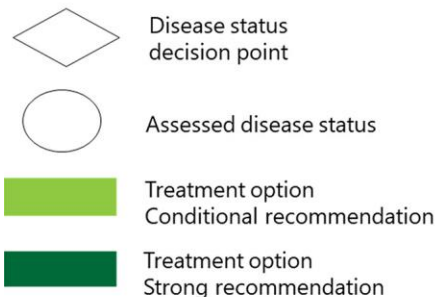 Disease status
decision point
Assessed disease status
Treatment option
Conditional recommendation
Treatment option
Strong recommendation